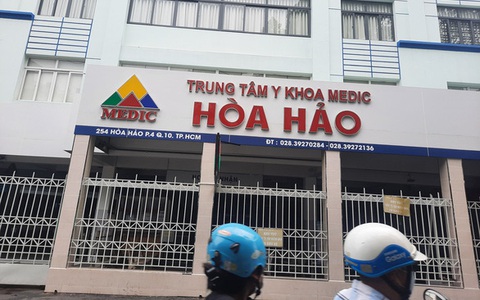 TRUNG TÂM Y KHOA MEDIC
MEDIC
HÒA HẢO
254 HÒA HẢO P.4 Q.10. TP.HCM
ĐT : 028.39270284 - 028.39272136